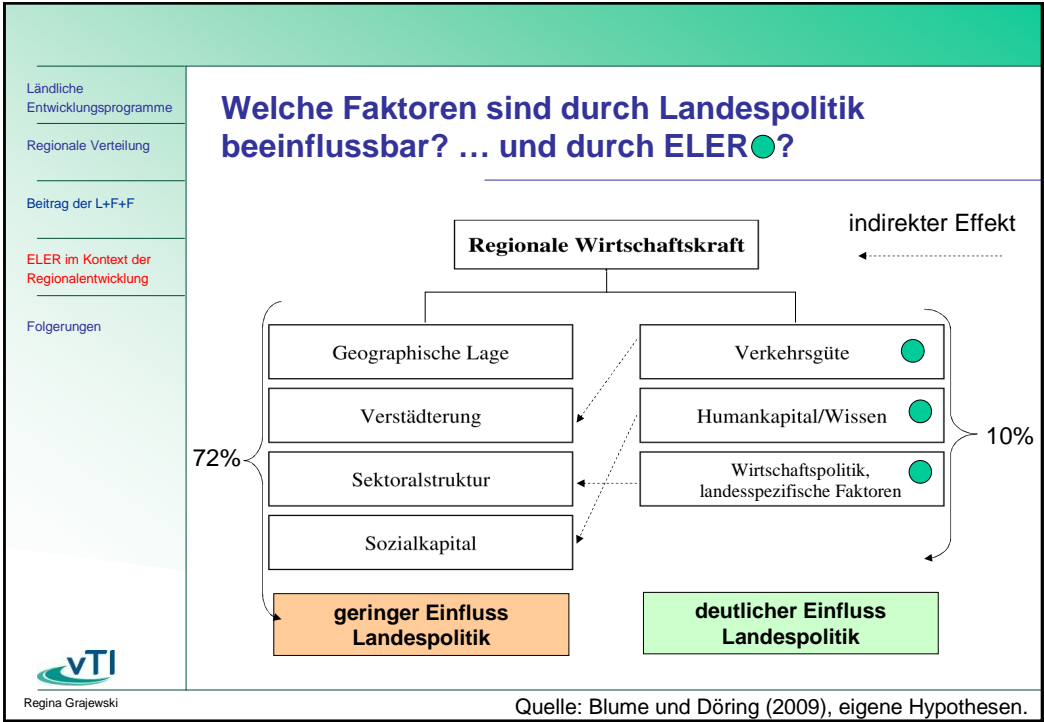 Ländliche
Entwicklungsprogramme
Regionale Verteilung
Beitrag der L+F+F
ELER im Kontext der
Regionalentwicklung
Folgerungen
Welche Faktoren sind durch Landespolitik
beeinflussbar? … und durch ELER ?
indirekter Effekt
Regionale Wirtschaftskraft
Geographische Lage
Verstädterung
Sektoralstruktur
Sozialkapital
72%
Verkehrsgüte
Humankapital/Wissen
Wirtschaftspolitik,
landesspezifische Faktoren
10%
geringer Einfluss
Landespolitik
deutlicher Einfluss
Landespolitik
vTI
Regina Grajewski
Quelle: Blume und Döring (2009), eigene Hypothesen.